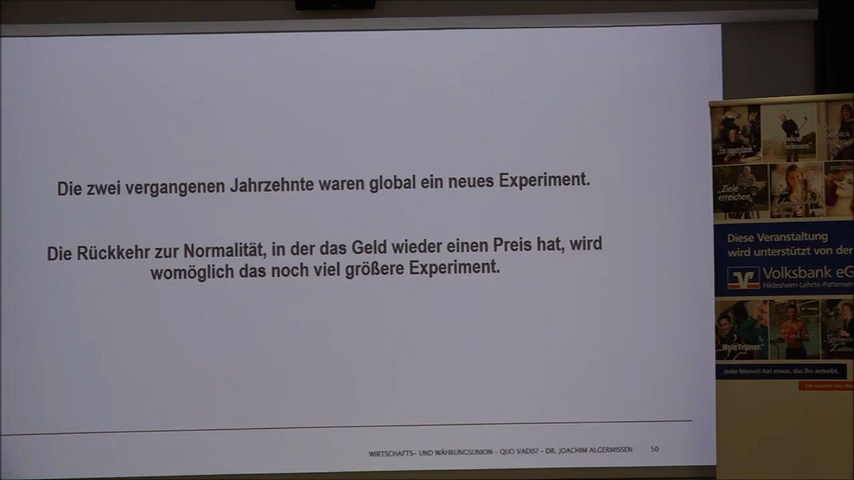 Die zwei vergangenen Jahrzehnte waren global ein neues Experiment.
Die Rückkehr zur Normalität, in der das Geld wieder einen Preis hat, wird
womöglich das noch viel größere Experiment.
WIRTSCHAFTS- UND WÄHRUNGSUNION – QUO VADIS? – DR. JOACHIM ALGERMISSEN 50
„Ziele
erreichen."
Diese Veranstaltung
wird unterstützt von der
Volksbank eG
Hildesheim-Lehrte-Pattensen
Jeder Mensch hat etwas, das ihn antreibt.